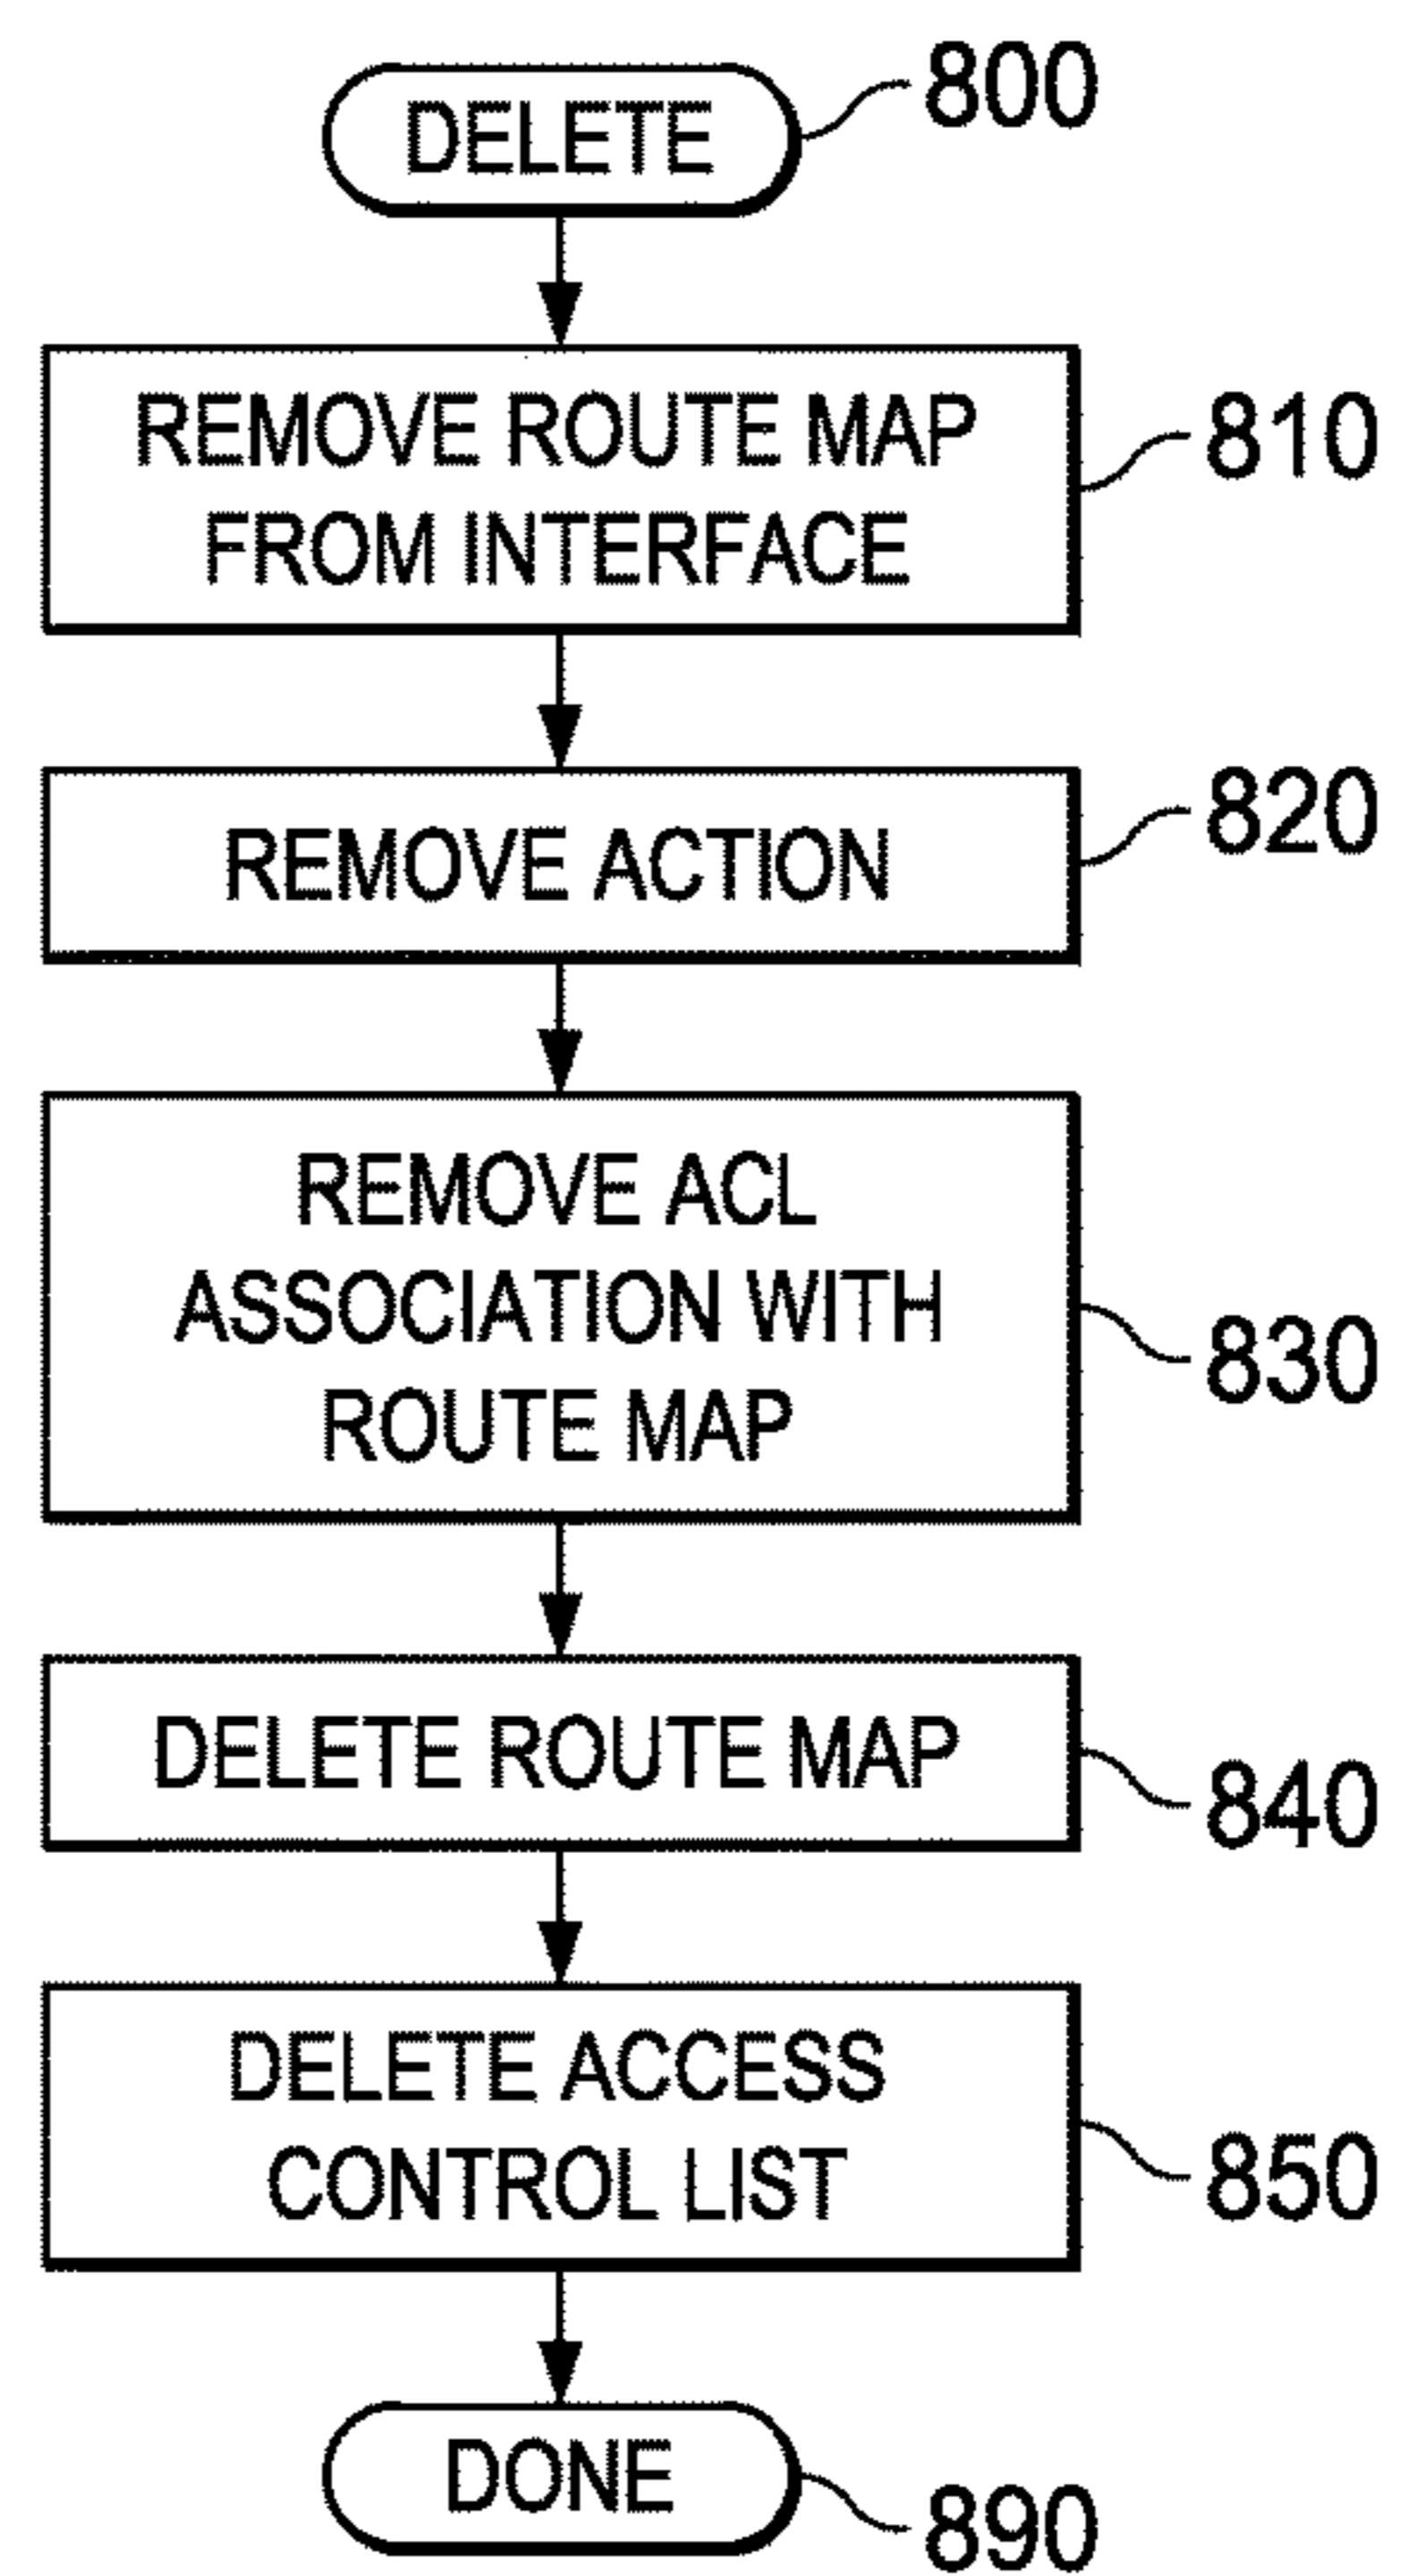 DELETE
800
REMOVE ROUTE MAP
FROM INTERFACE
810
REMOVE ACTION
820
REMOVE ACL
ASSOCIATION WITH
ROUTE MAP
830
DELETE ROUTE MAP
840
DELETE ACCESS
CONTROL LIST
850
DONE
890